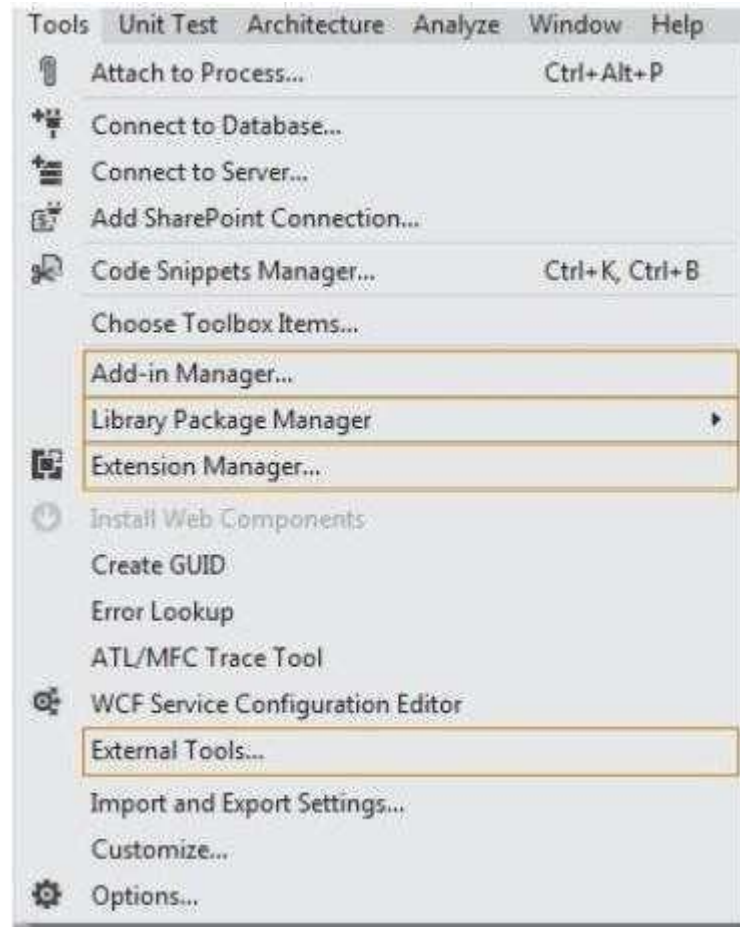 Tools Unit Test Architecture Analyze Window Help
Attach to Process... Ctrl+Alt+P
Connect to Database...
Connect to Server...
Add SharePoint Connection...
Code Snippets Manager... Ctrl+K, Ctrl+B
Choose Toolbox Items...
Add-in Manager...
Library Package Manager
Extension Manager...
Install Web Components
Create GUID
Error Lookup
ATL/MFC Trace Tool
WCF Service Configuration Editor
External Tools...
Import and Export Settings...
Customize...
Options...